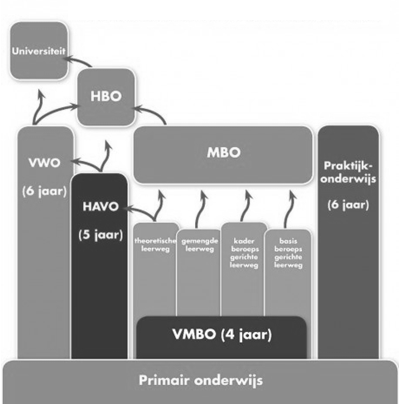 Universiteit
HBO
VWO
(6 jaar)
MBO
Praktijk-
onderwijs
(6 jaar)
HAVO
(5 jaar)
theoretische
leerweg
gemengde
leerweg
kader
beroeps
gerichte
leerweg
basis
beroeps
gerichte
leerweg
VMBO (4 jaar)
Primair onderwijs